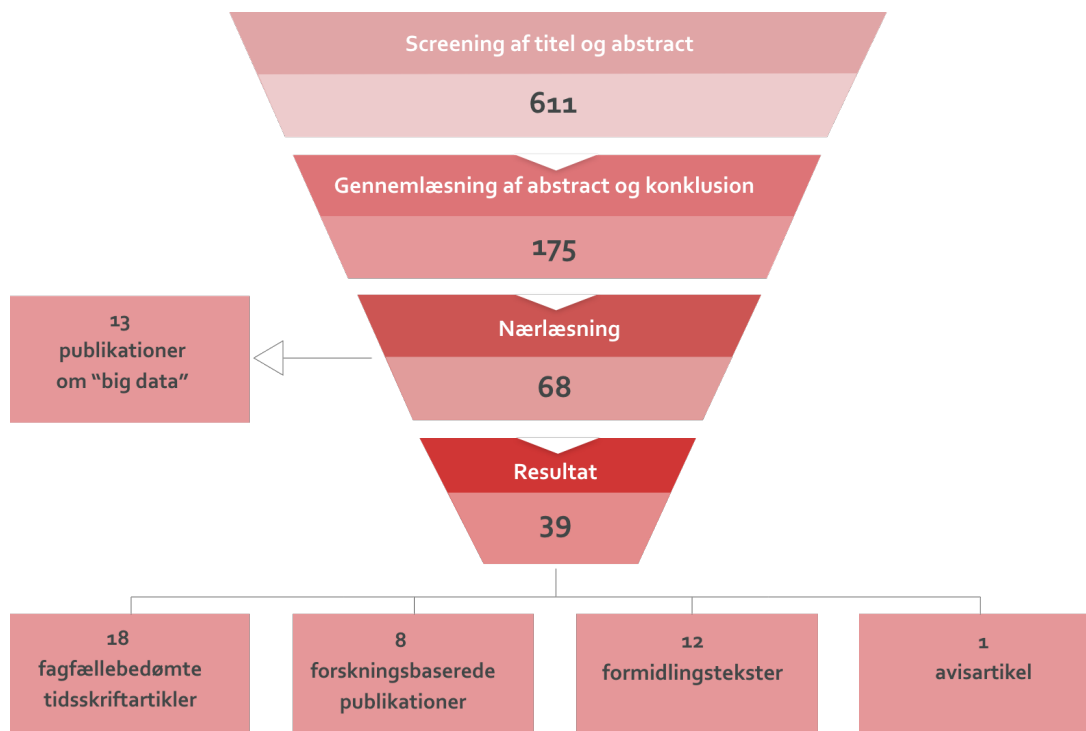 Screening af titel og abstract
611
Gennemlæsning af abstract og konklusion
175
Nærlæsning
68
13
publikationer
om “big data”
Resultat
39
18
fagfællebedømte
tidsskriftartikler
8
forskningsbaserede
publikationer
12
formidlingstekster
1
avisartikel